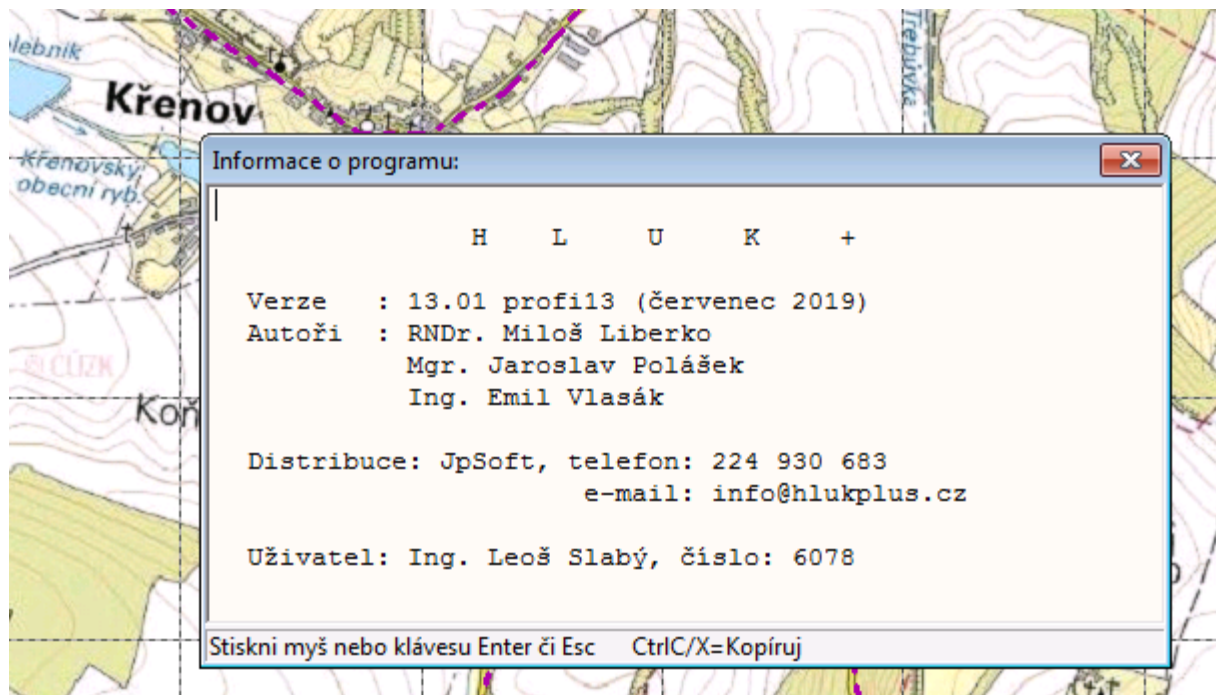 lebník
Křenov
Třebůvka
Křenovský
obecní ryb.
© ČÚZK
Koň
Informace o programu:
H L U K +
Verze : 13.01 profi13 (červenec 2019)
Autoři : RNDr. Miloš Liberko
Mgr. Jaroslav Polášek
Ing. Emil Vlasák
Distribuce: JpSoft, telefon: 224 930 683
e-mail: info@hlukplus.cz
Uživatel: Ing. Leoš Slabý, číslo: 6078
Stiskni myš nebo klávesu Enter či Esc CtrlC/X=Kopíruj